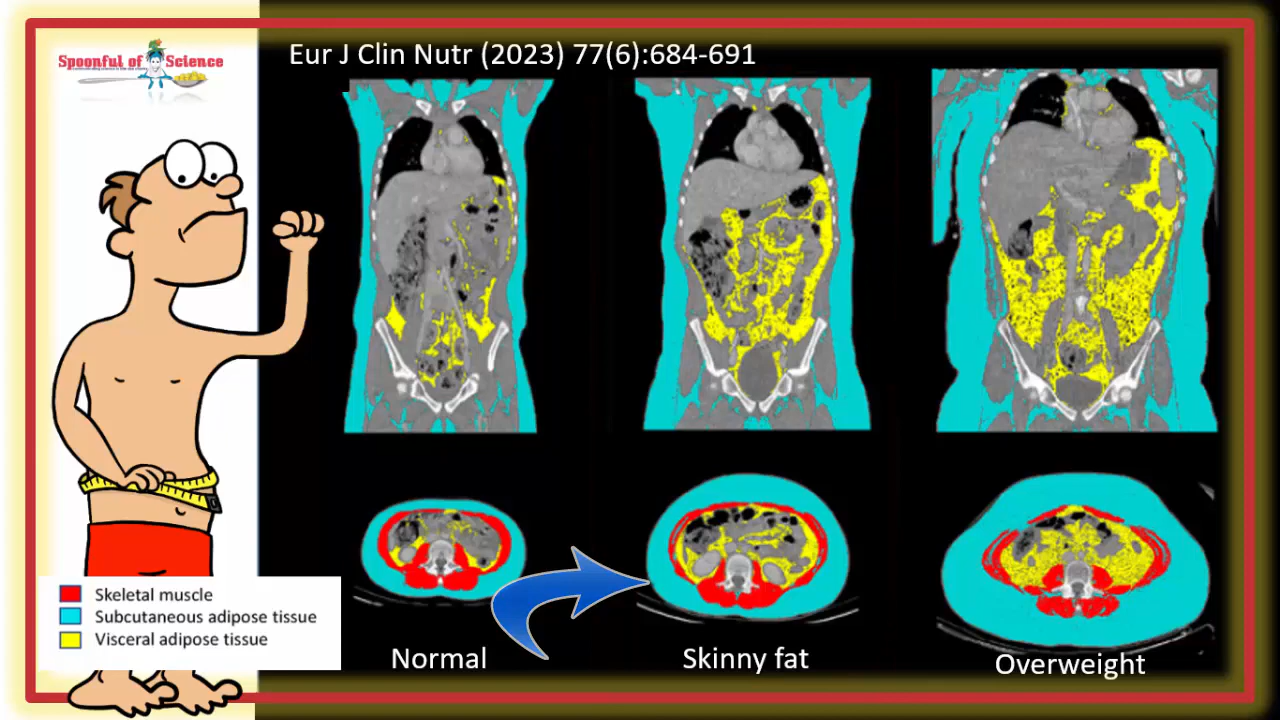 Spoonful of Science
Eur J Clin Nutr (2023) 77(6):684-691
Skeletal muscle
Subcutaneous adipose tissue
Visceral adipose tissue
Normal
Skinny fat
Overweight